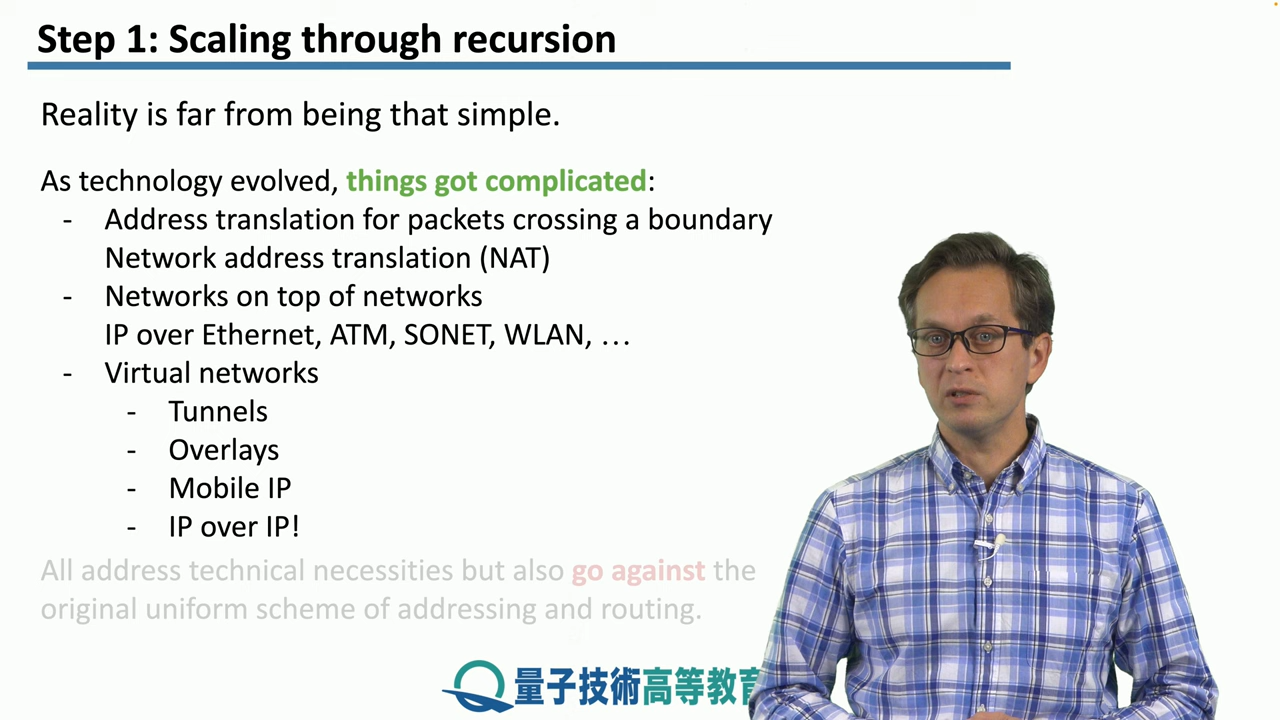 Step 1: Scaling through recursion
Reality is far from being that simple.
As technology evolved, things got complicated:
- Address translation for packets crossing a boundary
Network address translation (NAT)
- Networks on top of networks
IP over Ethernet, ATM, SONET, WLAN, …
- Virtual networks
- Tunnels
- Overlays
- Mobile IP
- IP over IP!
All address technical necessities but also go against the
original uniform scheme of addressing and routing.
量子技術高等教育